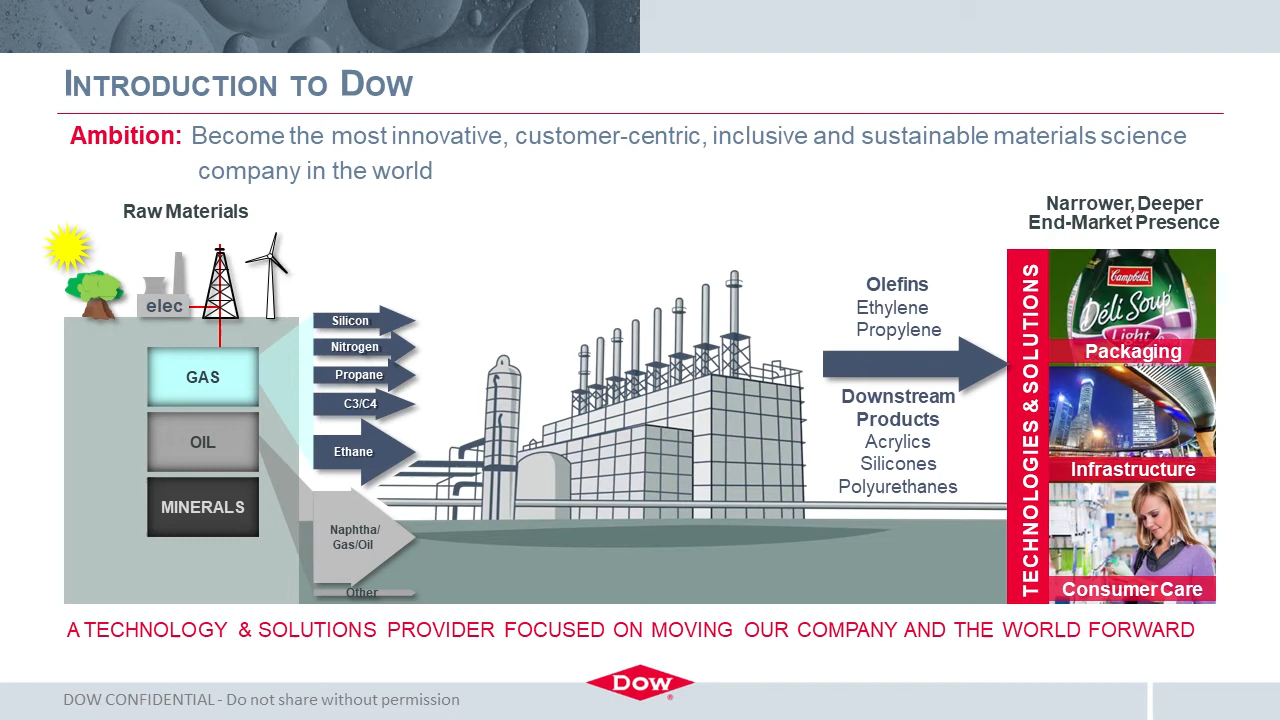 INTRODUCTION TO DOW
Ambition: Become the most innovative, customer-centric, inclusive and sustainable materials science
company in the world
Raw Materials
elec
GAS
OIL
MINERALS
Silicon
Nitrogen
Propane
C3/C4
Ethane
Naphtha/
Gas/Oil
Other
Olefins
Ethylene
Propylene
Downstream
Products
Acrylics
Silicones
Polyurethanes
Narrower, Deeper
End-Market Presence
TECHNOLOGIES & SOLUTIONS
Campbell's
Déli Soup'
Light
Packaging
Infrastructure
Consumer Care
A TECHNOLOGY & SOLUTIONS PROVIDER FOCUSED ON MOVING OUR COMPANY AND THE WORLD FORWARD
DOW CONFIDENTIAL - Do not share without permission
Dow®